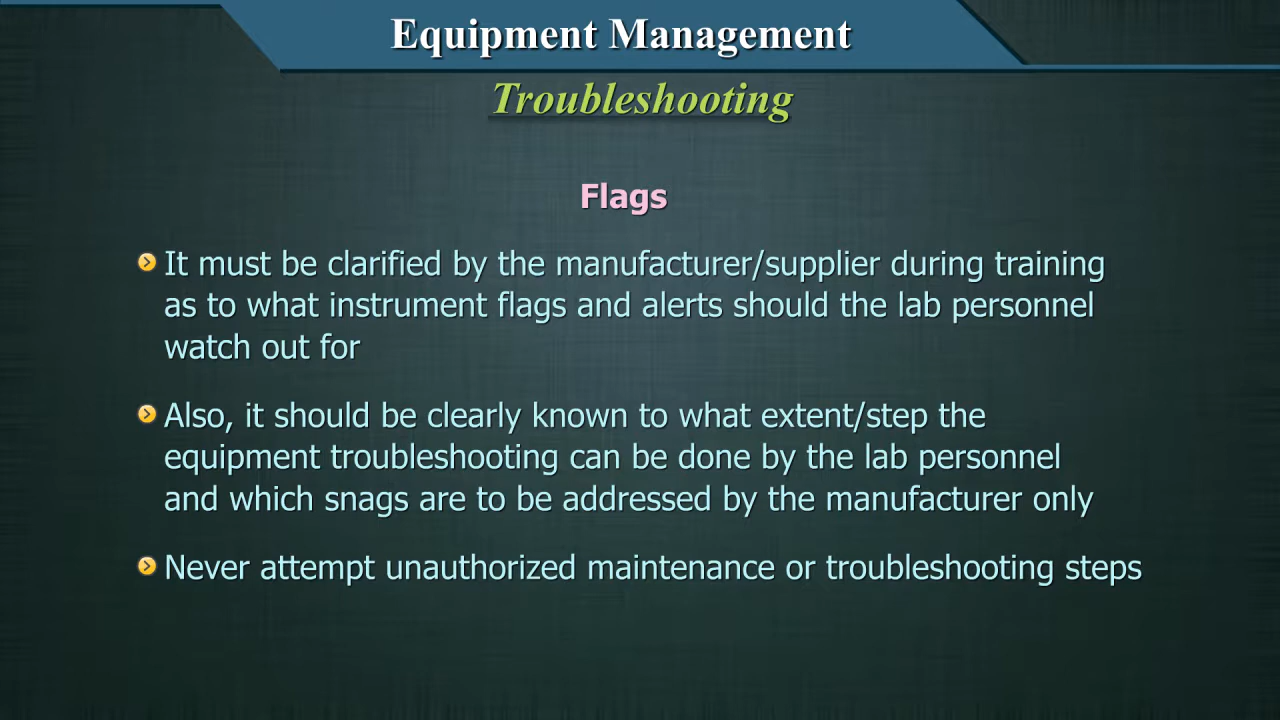 Equipment Management
Troubleshooting
Flags
It must be clarified by the manufacturer/supplier during training
as to what instrument flags and alerts should the lab personnel
watch out for
Also, it should be clearly known to what extent/step the
equipment troubleshooting can be done by the lab personnel
and which snags are to be addressed by the manufacturer only
Never attempt unauthorized maintenance or troubleshooting steps